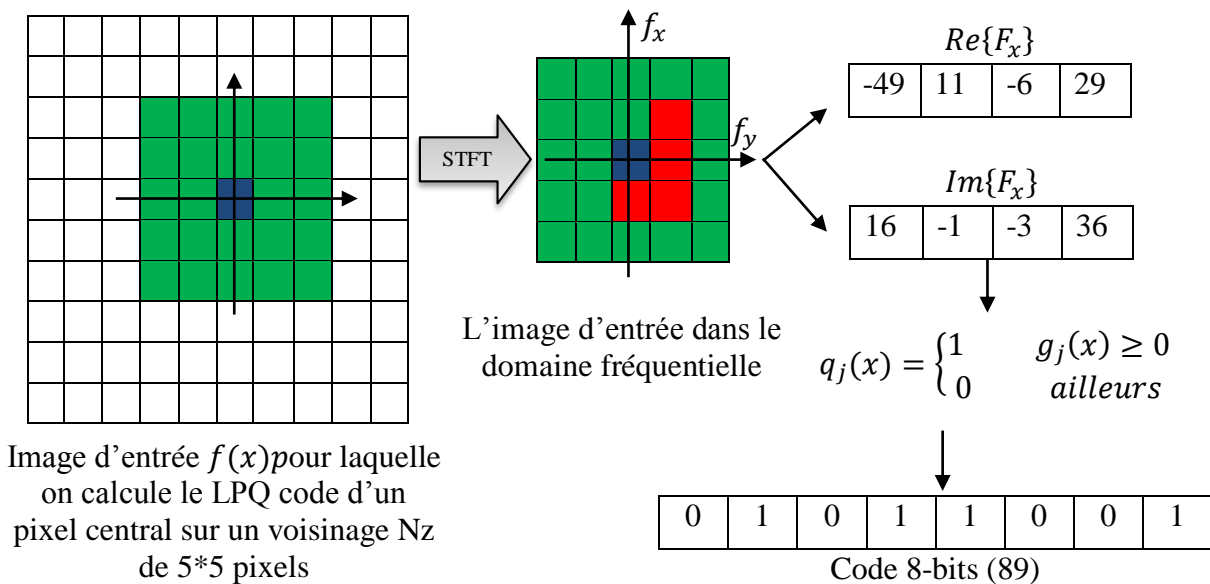 Image d’entrée f(x)pour laquelle
on calcule le LPQ code d’un
pixel central sur un voisinage Nz
de 5*5 pixels
STFT
f_x
f_y
L’image d’entrée dans le
domaine fréquentielle
Re{F_x}
-49 11 -6 29
Im{F_x}
16 -1 -3 36
q_j(x) = {1 g_j(x) ≥ 0
0 ailleurs
0 1 0 1 1 0 0 1
Code 8-bits (89)